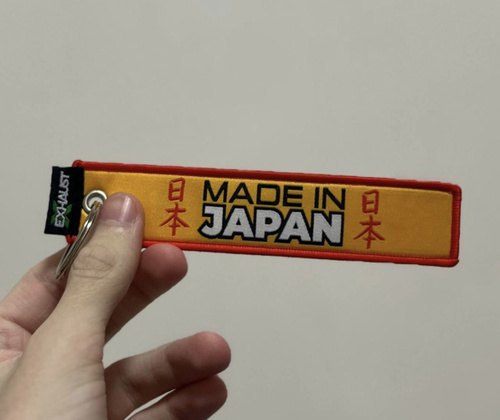 EXHAUST
日本
MADE IN
JAPAN
日本